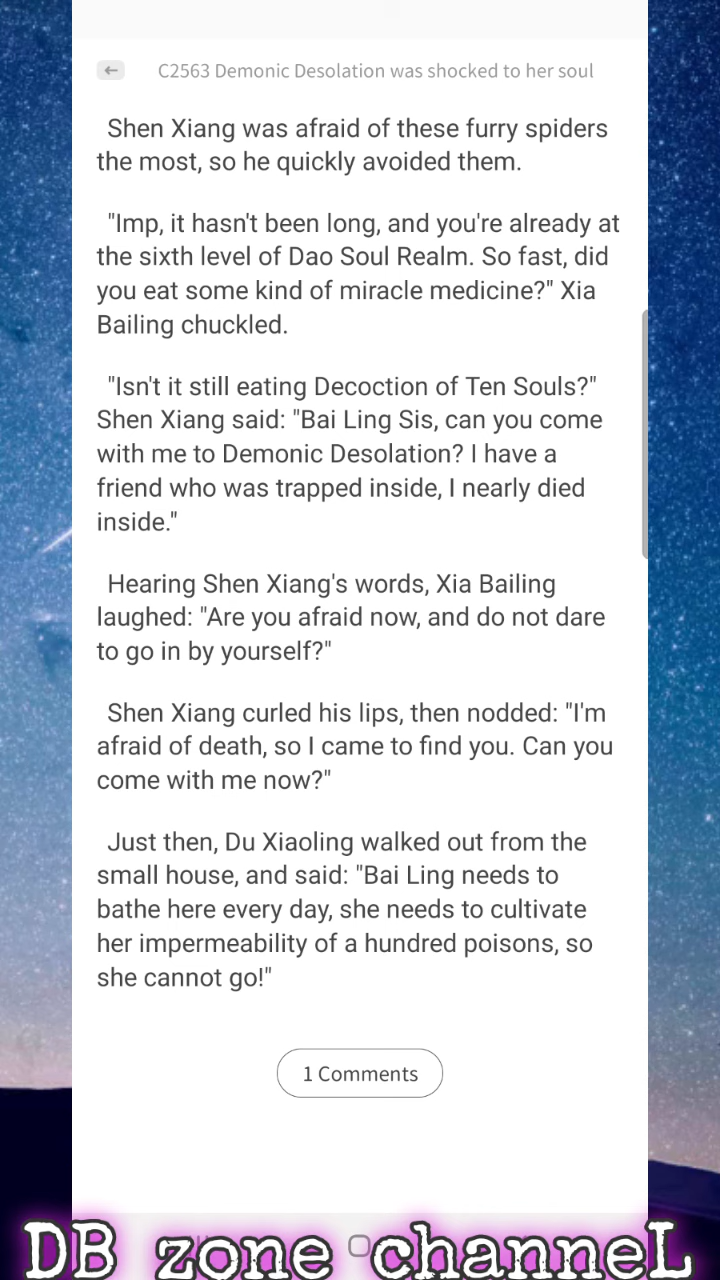 C2563 Demonic Desolation was shocked to her soul
Shen Xiang was afraid of these furry spiders
the most, so he quickly avoided them.
"Imp, it hasn't been long, and you're already at
the sixth level of Dao Soul Realm. So fast, did
you eat some kind of miracle medicine?" Xia
Bailing chuckled.
"Isn't it still eating Decoction of Ten Souls?"
Shen Xiang said: "Bai Ling Sis, can you come
with me to Demonic Desolation? I have a
friend who was trapped inside, I nearly died
inside."
Hearing Shen Xiang's words, Xia Bailing
laughed: "Are you afraid now, and do not dare
to go in by yourself?"
Shen Xiang curled his lips, then nodded: "I'm
afraid of death, so I came to find you. Can you
come with me now?"
Just then, Du Xiaoling walked out from the
small house, and said: "Bai Ling needs to
bathe here every day, she needs to cultivate
her impermeability of a hundred poisons, so
she cannot go!"
1 Comments
DB zone channeL